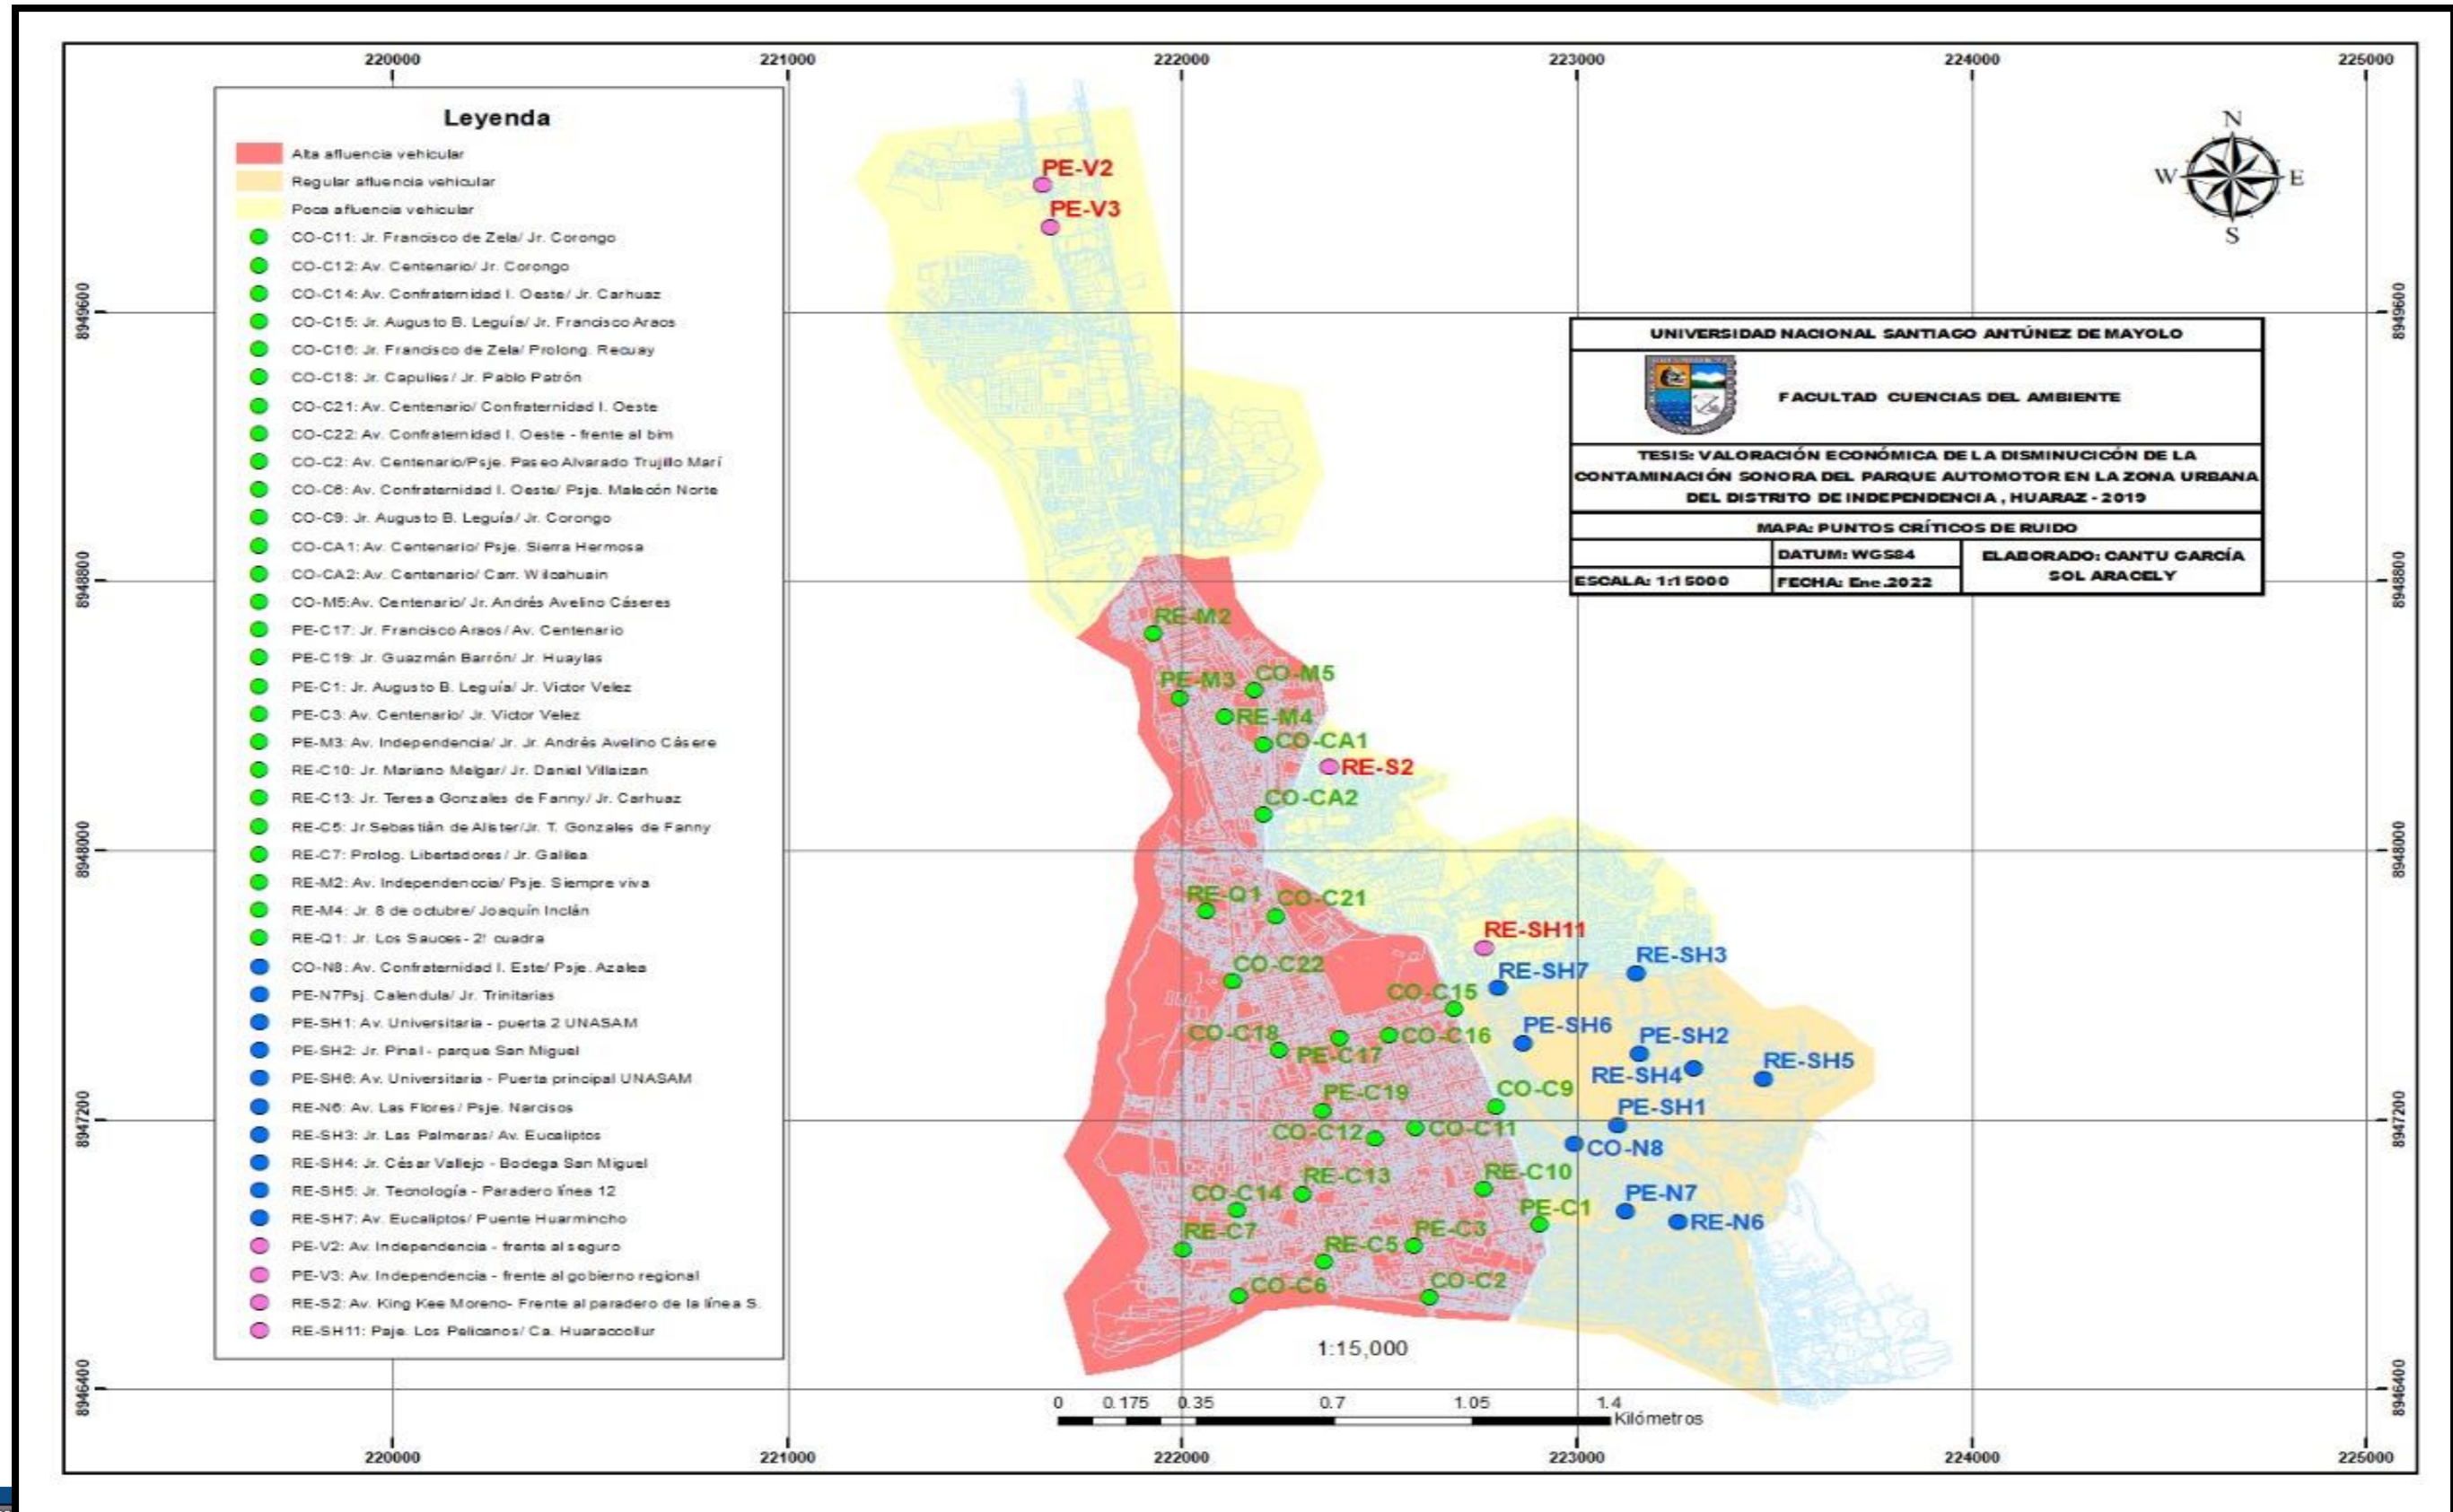 220000
221000
222000
223000
224000
225000
Leyenda
Alta afluencia vehicular
Regular afluencia vehicular
Poca afluencia vehicular
CO-C11: Jr. Francisco de Zela/ Jr. Corongo
CO-C12: Av. Centenario/ Jr. Corongo
CO-C14: Av. Confraternidad I. Oeste/ Jr. Carhuaz
CO-C15: Jr. Augusto B. Leguía/ Jr. Francisco Araos
CO-C16: Jr. Francisco de Zela/ Prolong. Recuay
CO-C18: Jr. Capulies/ Jr. Pablo Patrón
CO-C21: Av. Centenario/ Confraternidad I. Oeste
CO-C22: Av. Confraternidad I. Oeste - frente al bim
CO-C2: Av. Centenario/Psje. Paseo Alvarado Trujillo Marí
CO-C6: Av. Confraternidad I. Oeste/ Psje. Malecón Norte
CO-C9: Jr. Augusto B. Leguía/ Jr. Corongo
CO-CA1: Av. Centenario/ Psje. Sierra Hermosa
CO-CA2: Av. Centenario/ Carr. Wilcahuain
CO-M5:Av. Centenario/ Jr. Andrés Avelino Cáseres
PE-C17: Jr. Francisco Araos/ Av. Centenario
PE-C19: Jr. Guazmán Barrón/ Jr. Huaylas
PE-C1: Jr. Augusto B. Leguía/ Jr. Victor Velez
PE-C3: Av. Centenario/ Jr. Victor Velez
PE-M3: Av. Independencia/ Jr. Jr. Andrés Avelino Cásere
RE-C10: Jr. Mariano Melgar/ Jr. Daniel Villaizan
RE-C13: Jr. Teresa Gonzales de Fanny/ Jr. Carhuaz
RE-C5: Jr.Sebastián de Alister/Jr. T. Gonzales de Fanny
RE-C7: Prolog. Libertadores/ Jr. Galilea
RE-M2: Av. Independenccia/ Psje. Siempre viva
RE-M4: Jr. 8 de octubre/ Joaquín Inclán
RE-Q1: Jr. Los Sauces- 2! cuadra
CO-N8: Av. Confraternidad I. Este/ Psje. Azalea
PE-N7Psj. Calendula/ Jr. Trinitarias
PE-SH1: Av. Universitaria - puerta 2 UNASAM
PE-SH2: Jr. Pinal - parque San Miguel
PE-SH6: Av. Universitaria - Puerta principal UNASAM
RE-N6: Av. Las Flores/ Psje. Narcisos
RE-SH3: Jr. Las Palmeras/ Av. Eucaliptos
RE-SH4: Jr. César Vallejo - Bodega San Miguel
RE-SH5: Jr. Tecnología - Paradero línea 12
RE-SH7: Av. Eucaliptos/ Puente Huarmincho
PE-V2: Av. Independencia - frente al seguro
PE-V3: Av. Independencia - frente al gobierno regional
RE-S2: Av. King Kee Moreno- Frente al paradero de la línea S.
RE-SH11: Paje. Los Pelicanos/ Ca. Huaraccollur
N
W
E
S
PE-V2
PE-V3
8949600
8949600
UNIVERSIDAD NACIONAL SANTIAGO ANTÚNEZ DE MAYOLO
FACULTAD CUENCIAS DEL AMBIENTE
TESIS: VALORACIÓN ECONÓMICA DE LA DISMINUCICÓN DE LA
CONTAMINACIÓN SONORA DEL PARQUE AUTOMOTOR EN LA ZONA URBANA
DEL DISTRITO DE INDEPENDENCIA , HUARAZ - 2019
MAPA: PUNTOS CRÍTICOS DE RUIDO
DATUM: WGS84
ELABORADO: CANTU GARCÍA
SOL ARACELY
ESCALA: 1:15000
FECHA: Ene.2022
8948800
8948800
RE-M2
CO-M5
PE-M3
RE-M4
CO-CA1
RE-S2
CO-CA2
8948000
8948000
RE-Q1
CO-C21
RE-SH11
RE-SH3
CO-C22
RE-SH7
CO-C15
CO-C18
CO-C16
PE-SH6
PE-SH2
PE-C17
RE-SH4
RE-SH5
PE-C19
CO-C9
PE-SH1
8947200
8947200
CO-C12
CO-C11
CO-N8
RE-C13
RE-C10
CO-C14
PE-N7
RE-C7
PE-C1
RE-N6
RE-C5
PE-C3
CO-C6
CO-C2
1:15,000
8946400
8946400
0
0.175
0.35
0.7
1.05
1.4
Kilómetros
220000
221000
222000
223000
224000
225000